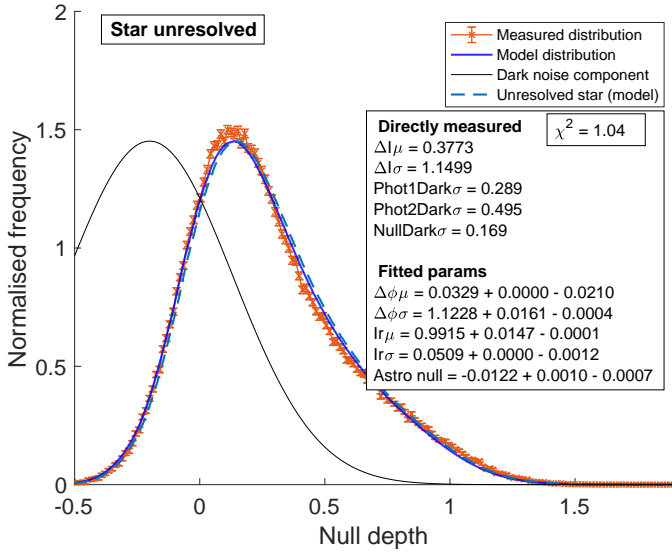 Star unresolved
Measured distribution
Model distribution
Dark noise component
Unresolved star (model)
Directly measured
χ² = 1.04
ΔIμ = 0.3773
ΔIσ = 1.1499
Phot1Darkσ = 0.289
Phot2Darkσ = 0.495
NullDarkσ = 0.169
Fitted params
Δϕμ = 0.0329 + 0.0000 - 0.0210
Δϕσ = 1.1228 + 0.0161 - 0.0004
Irμ = 0.9915 + 0.0147 - 0.0001
Irσ = 0.0509 + 0.0000 - 0.0012
Astro null = -0.0122 + 0.0010 - 0.0007
Normalised frequency
2
1.5
1
0.5
0
-0.5 0 0.5 1 1.5
Null depth